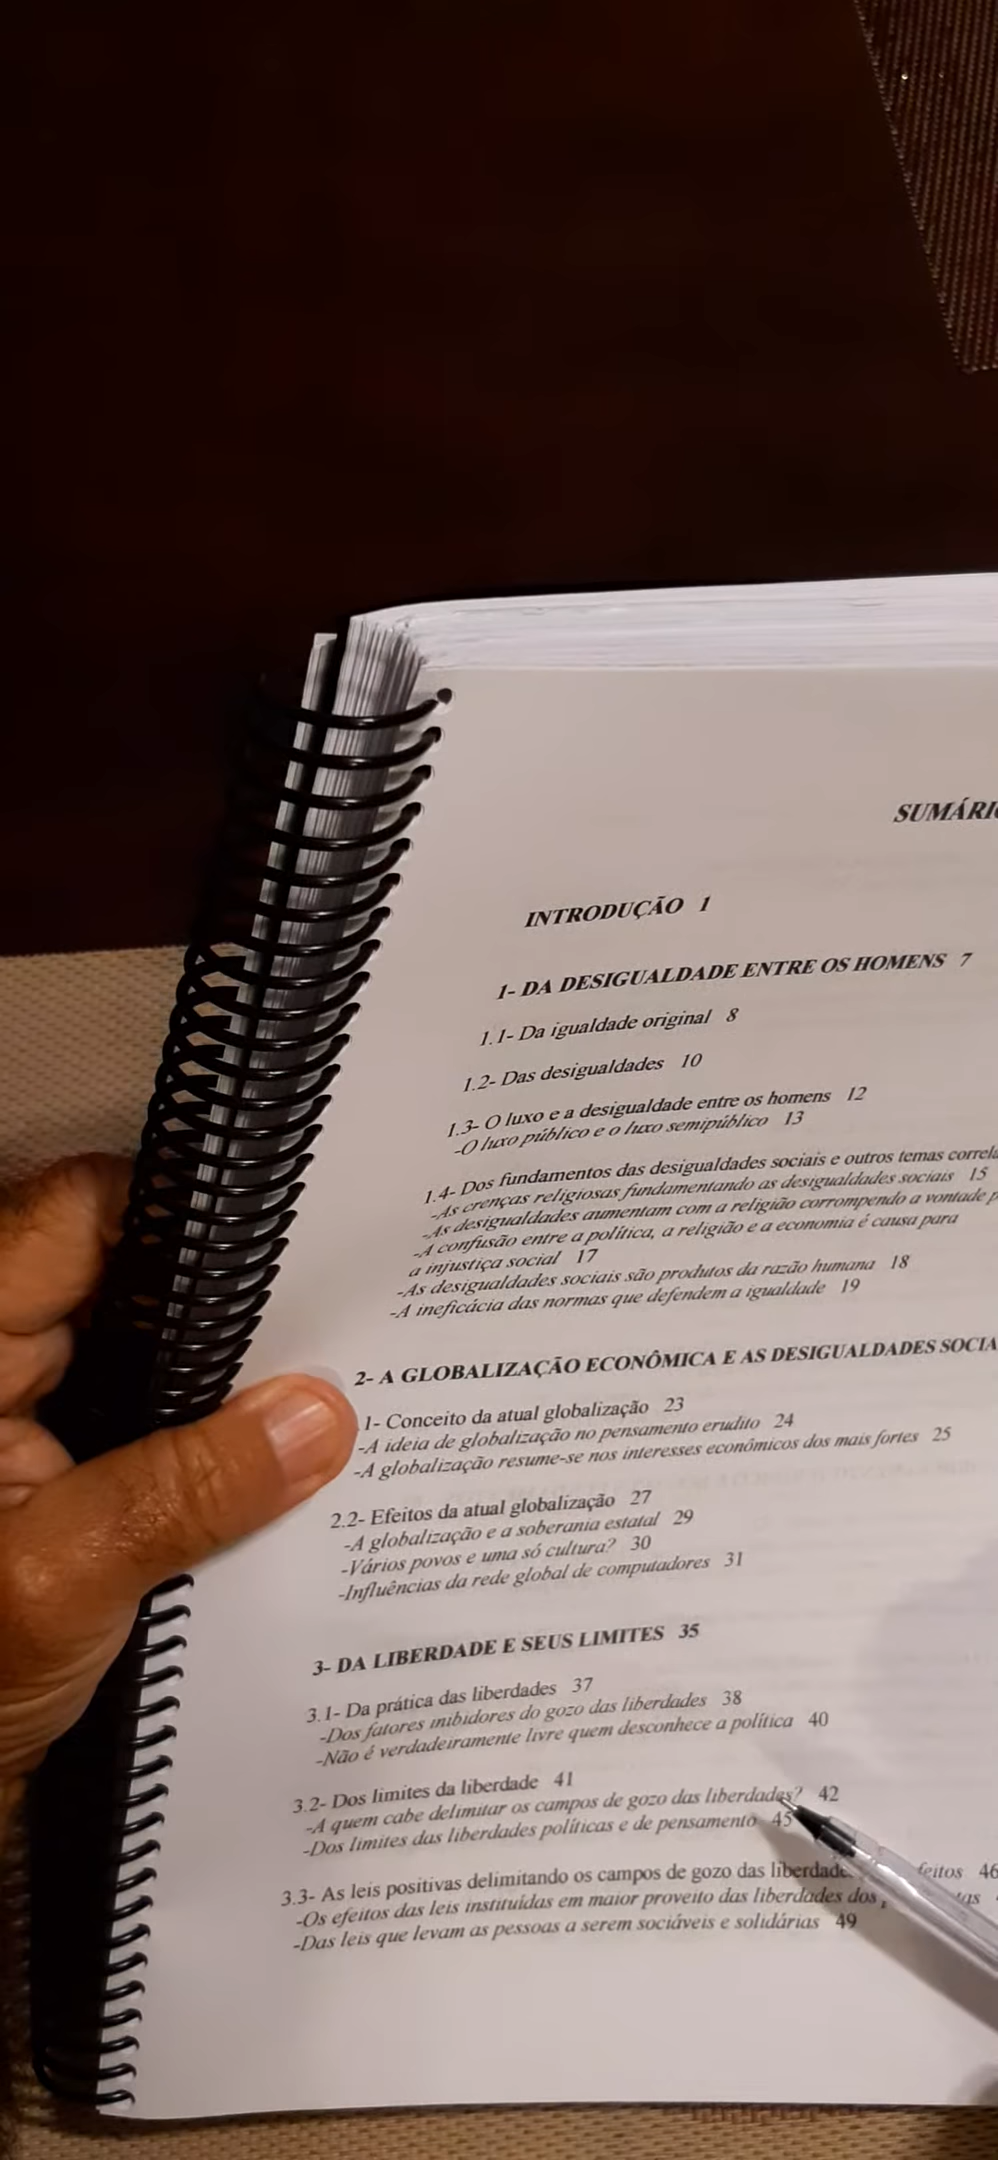 SUMÁRI
INTRODUÇÃO 1
1- DA DESIGUALDADE ENTRE OS HOMENS 7
1.1- Da igualdade original 8
1.2- Das desigualdades 10
1.3- O luxo e a desigualdade entre os homens 12
-O luxo público e o luxo semipúblico 13
1.4- Dos fundamentos das desigualdades sociais e outros temas correla
-As crenças religiosas fundamentando as desigualdades sociais 15
-As desigualdades aumentam com a religião corrompendo a vontade p
-A confusão entre a política, a religião e a economia é causa para
a injustiça social 17
-As desigualdades sociais são produtos da razão humana 18
-A ineficácia das normas que defendem a igualdade 19
2- A GLOBALIZAÇÃO ECONÔMICA E AS DESIGUALDADES SOCIA
1- Conceito da atual globalização 23
-A ideia de globalização no pensamento erudito 24
-A globalização resume-se nos interesses econômicos dos mais fortes 25
2.2- Efeitos da atual globalização 27
-A globalização e a soberania estatal 29
-Vários povos e uma só cultura? 30
-Influências da rede global de computadores 31
3- DA LIBERDADE E SEUS LIMITES 35
3.1- Da prática das liberdades 37
-Dos fatores inibidores do gozo das liberdades 38
-Não é verdadeiramente livre quem desconhece a política 40
3.2- Dos limites da liberdade 41
-A quem cabe delimitar os campos de gozo das liberdades? 42
-Dos limites das liberdades políticas e de pensamento 45
3.3- As leis positivas delimitando os campos de gozo das liberdade feitos 46
-Os efeitos das leis instituídas em maior proveito das liberdades dos tas
-Das leis que levam as pessoas a serem sociáveis e solidárias 49